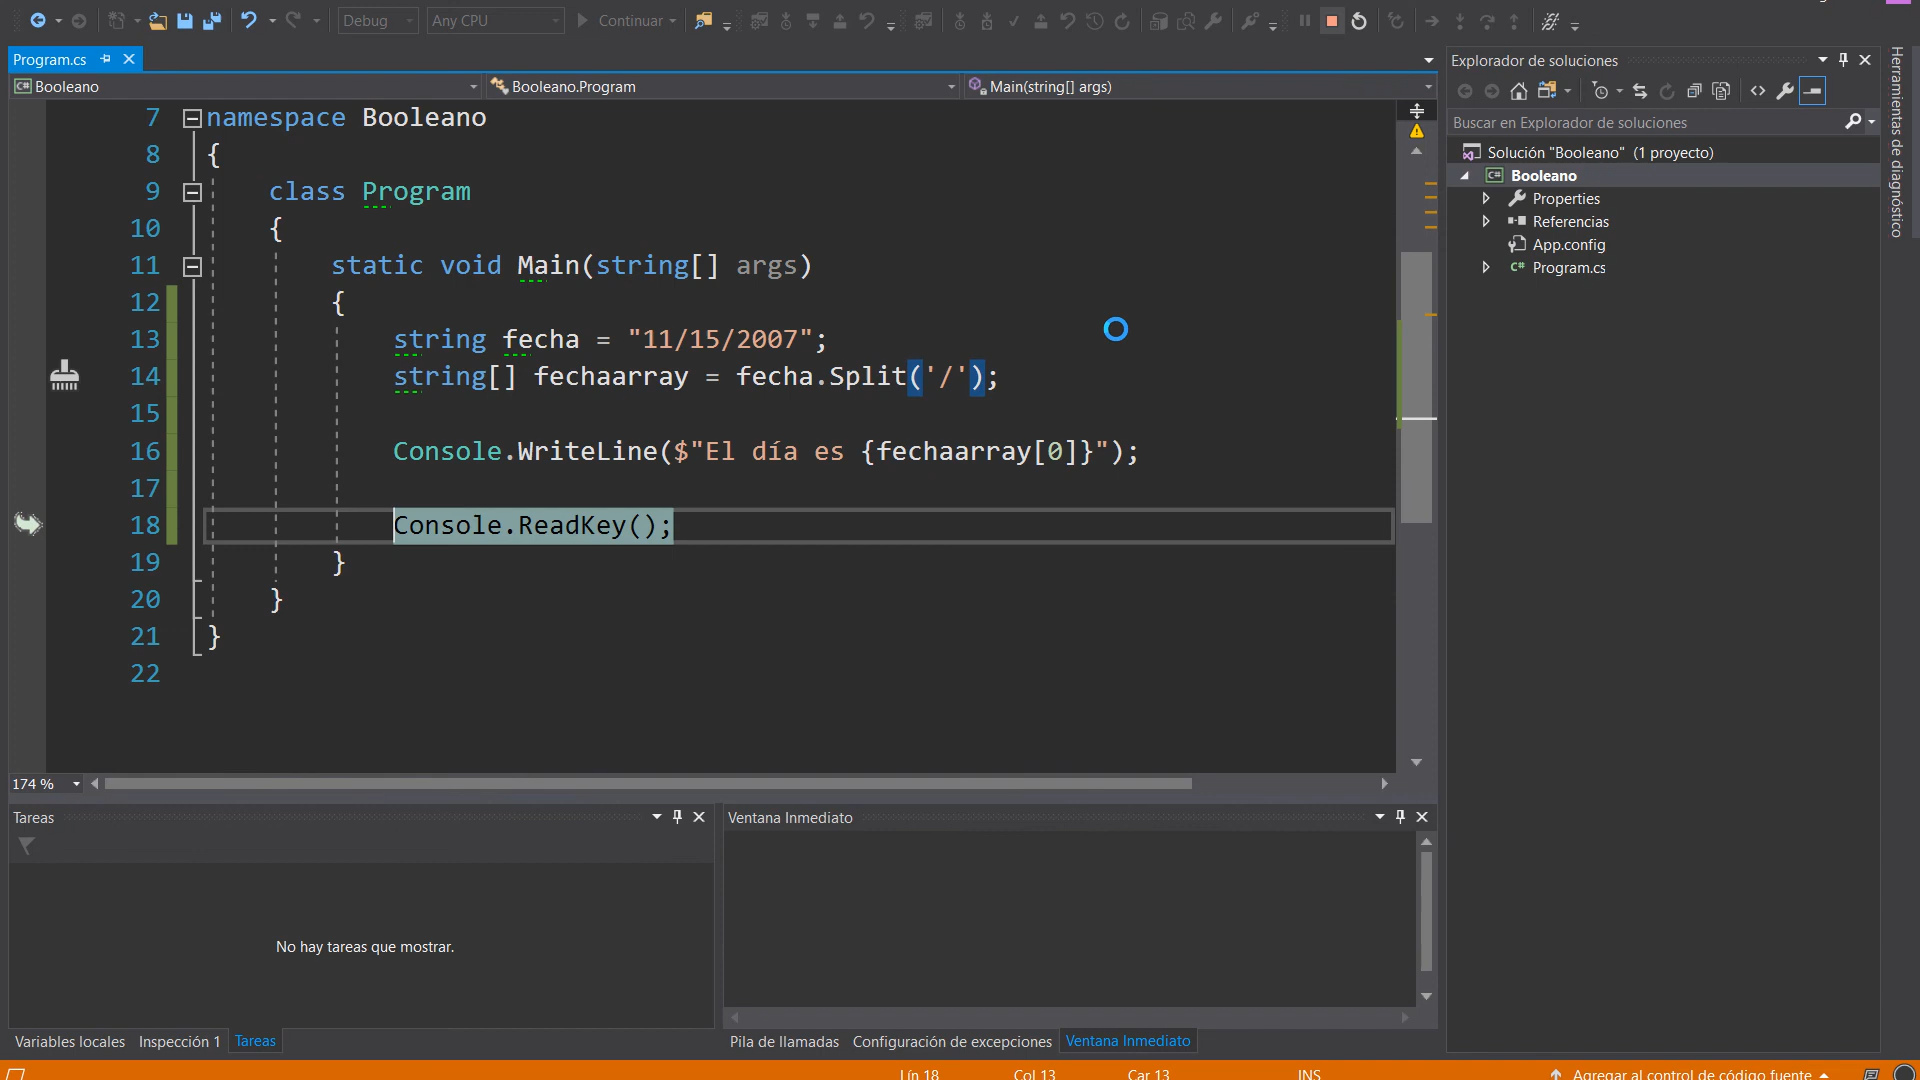 Debug
Any CPU
Continuar
Program.cs
Booleano
Booleano.Program
Main(string[] args)
7 namespace Booleano
8 {
9 class Program
10 {
11 static void Main(string[] args)
12 {
13 string fecha = "11/15/2007";
14 string[] fechaarray = fecha.Split('/');
15
16 Console.WriteLine($"El día es {fechaarray[0]}");
17
18 Console.ReadKey();
19 }
20 }
21 }
22
174 %
Tareas
No hay tareas que mostrar.
Variables locales
Inspección 1
Tareas
Ventana Inmediato
Pila de llamadas
Configuración de excepciones
Ventana Inmediato
Explorador de soluciones
Buscar en Explorador de soluciones
Solución "Booleano" (1 proyecto)
Booleano
Properties
Referencias
App.config
C# Program.cs
Herramientas de diagnóstico
Lín 18
Col 13
Car 13
INS
Agregar al control de código fuente